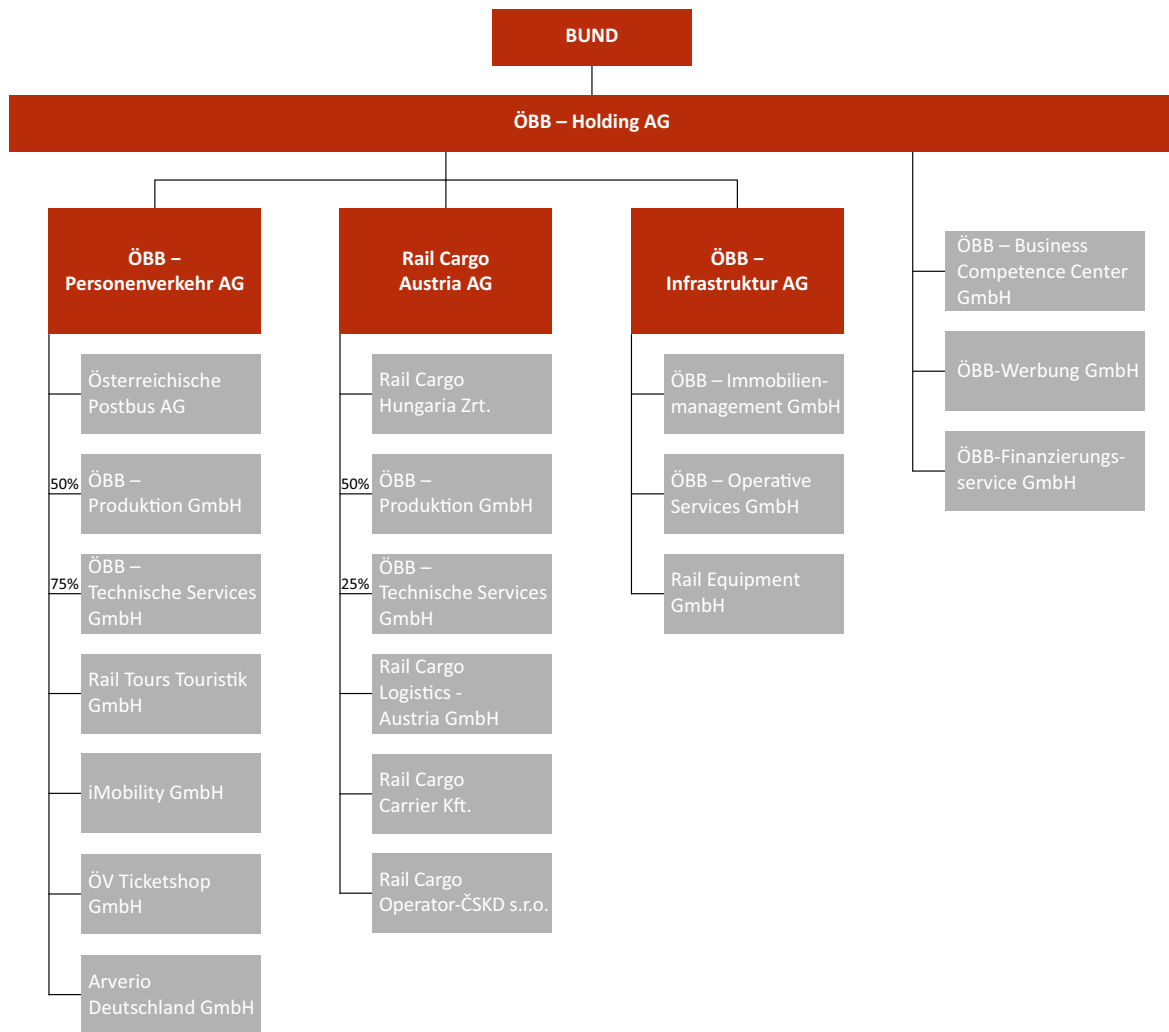 BUND
ÖBB – Holding AG
ÖBB –
Personenverkehr AG
Österreichische
Postbus AG
50%
ÖBB –
Produktion GmbH
75%
ÖBB –
Technische Services
GmbH
Rail Tours Touristik
GmbH
iMobility GmbH
ÖV Ticketshop
GmbH
Arverio
Deutschland GmbH
Rail Cargo
Austria AG
Rail Cargo
Hungaria Zrt.
50%
ÖBB –
Produktion GmbH
25%
ÖBB –
Technische Services
GmbH
Rail Cargo
Logistics -
Austria GmbH
Rail Cargo
Carrier Kft.
Rail Cargo
Operator-ČSKD s.r.o.
ÖBB –
Infrastruktur AG
ÖBB – Immobilien-
management GmbH
ÖBB – Operative
Services GmbH
Rail Equipment
GmbH
ÖBB – Business
Competence Center
GmbH
ÖBB-Werbung GmbH
ÖBB-Finanzierungs-
service GmbH